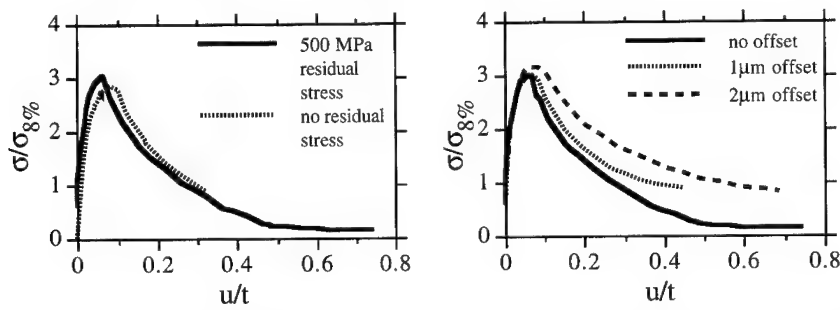 4
3
2
1
0
σ/σ8%
500 MPa
residual
stress
no residual
stress
0 0.2 0.4 0.6 0.8
u/t
4
3
2
1
0
σ/σ8%
no offset
1μm offset
2μm offset
0 0.2 0.4 0.6 0.8
u/t